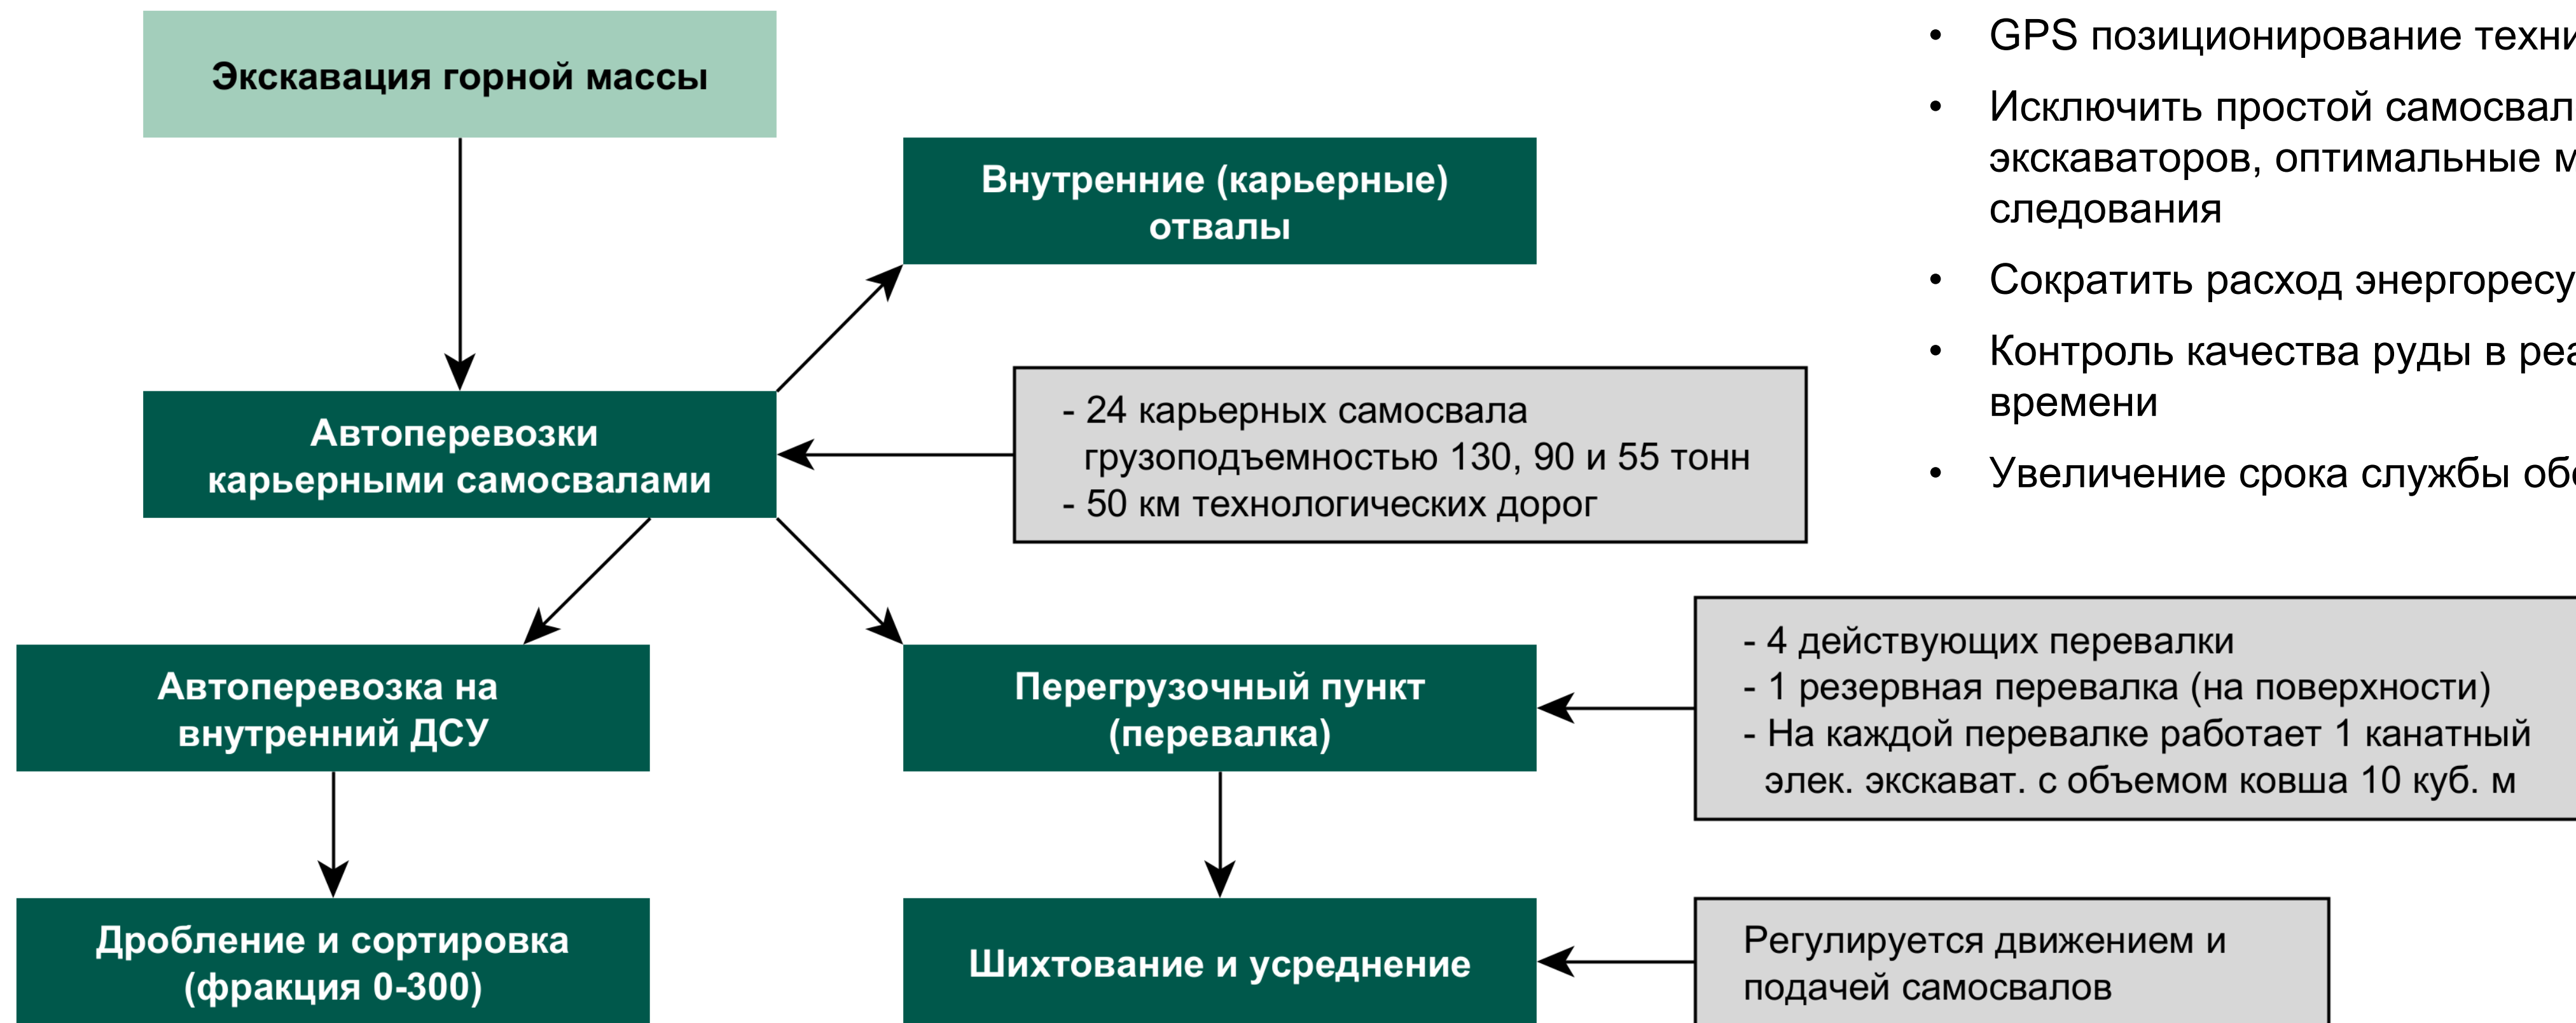 Экскавация горной массы
Внутренние (карьерные)
отвалы
Автоперевозки
карьерными самосвалами
- 24 карьерных самосвала
грузоподъемностью 130, 90 и 55 тонн
- 50 км технологических дорог
Автоперевозка на
внутренний ДСУ
Перегрузочный пункт
(перевалка)
- 4 действующих перевалки
- 1 резервная перевалка (на поверхности)
- На каждой перевалке работает 1 канатный
элек. экскават. с объемом ковша 10 куб. м
Дробление и сортировка
(фракция 0-300)
Шихтование и усреднение
Регулируется движением и
подачей самосвалов
• GPS позиционирование
• Исключить простой
экскаваторов, оптимальные
следования
• Сократить расход
• Контроль качества руды в
времени
• Увеличение срока службы